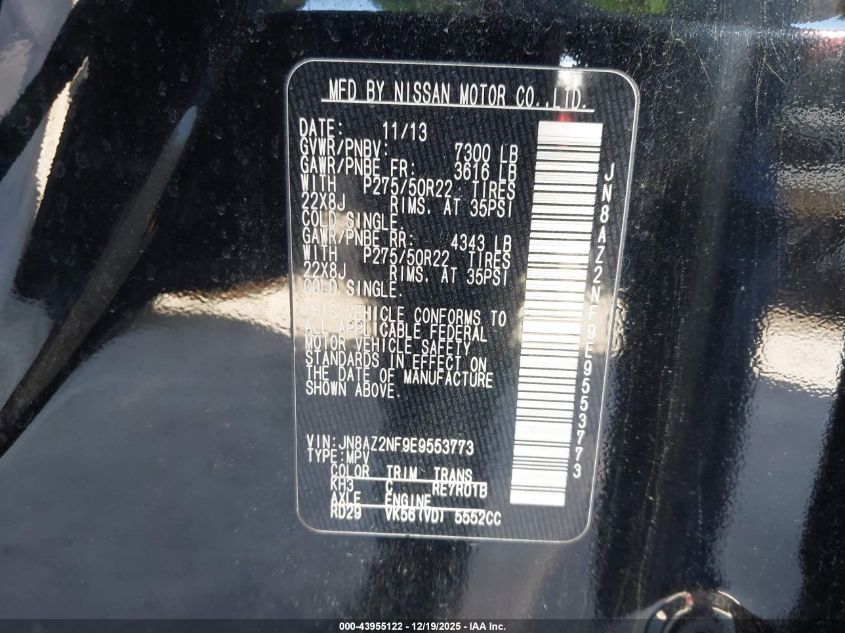 MFD BY NISSAN MOTOR CO.,LTD.
DATE: 11/13
GVWR/PNBV: 7300 LB
GAWR/PNBE FR: 3616 LB
WITH P275/50R22 TIRES
22X8J RIMS, AT 35PSI
COLD SINGLE.
GAWR/PNBE RR: 4343 LB
WITH P275/50R22 TIRES
22X8J RIMS, AT 35PSI
COLD SINGLE.
THIS VEHICLE CONFORMS TO
ALL APPLICABLE FEDERAL
MOTOR VEHICLE SAFETY
STANDARDS IN EFFECT ON
THE DATE OF MANUFACTURE
SHOWN ABOVE.
VIN:JN8AZ2NF9E9553773
TYPE:MPV
COLOR TRIM TRANS
KH3 C RE7R01B
AXLE ENGINE
RD29 VK56(VD) 5552CC
JN8AZ2NF9E9553773
000-43955122 - 12/19/2025 - IAA Inc.